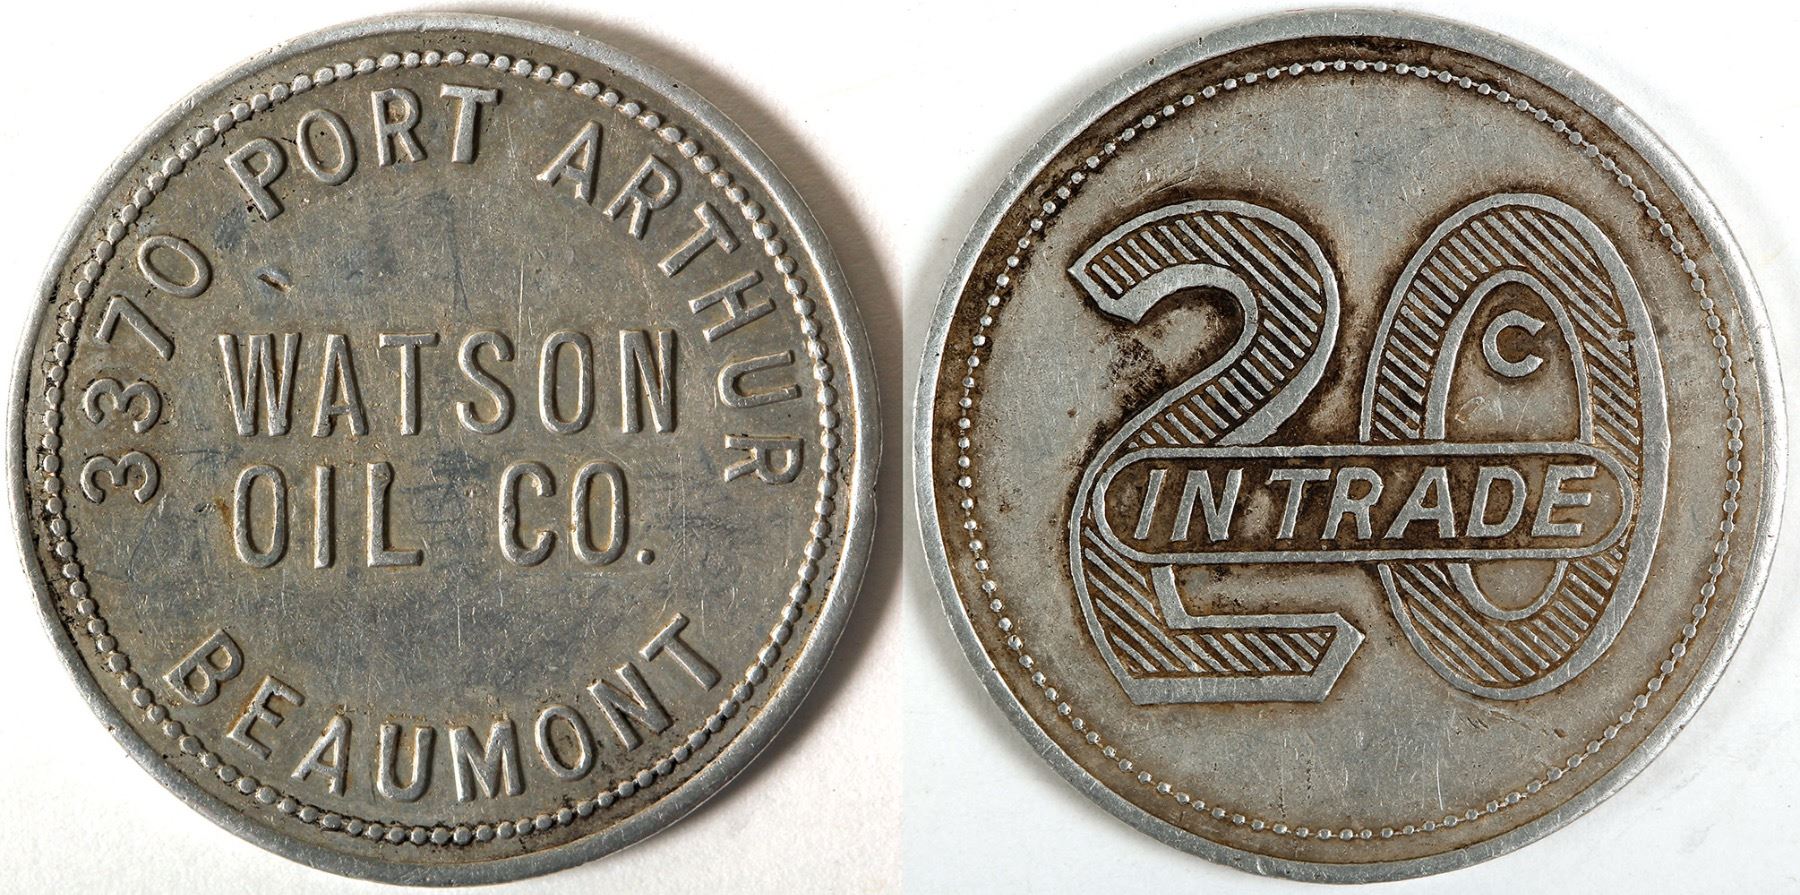 3370 PORT ARTHUR
WATSON
OIL CO.
BEAUMONT
20
C
IN TRADE